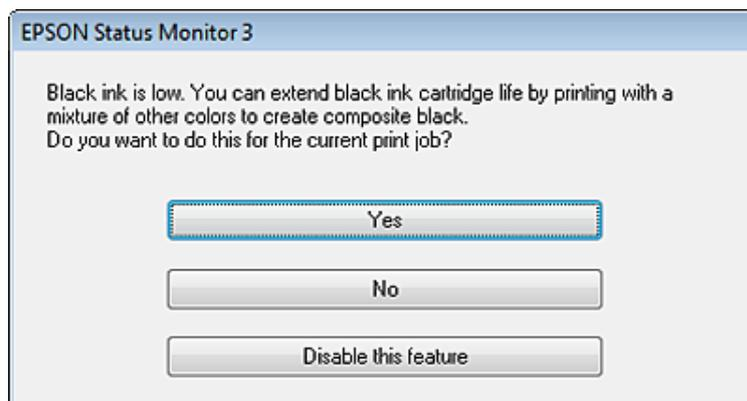 EPSON Status Monitor 3
Black ink is low. You can extend black ink cartridge life by printing with a
mixture of other colors to create composite black.
Do you want to do this for the current print job?
Yes
No
Disable this feature